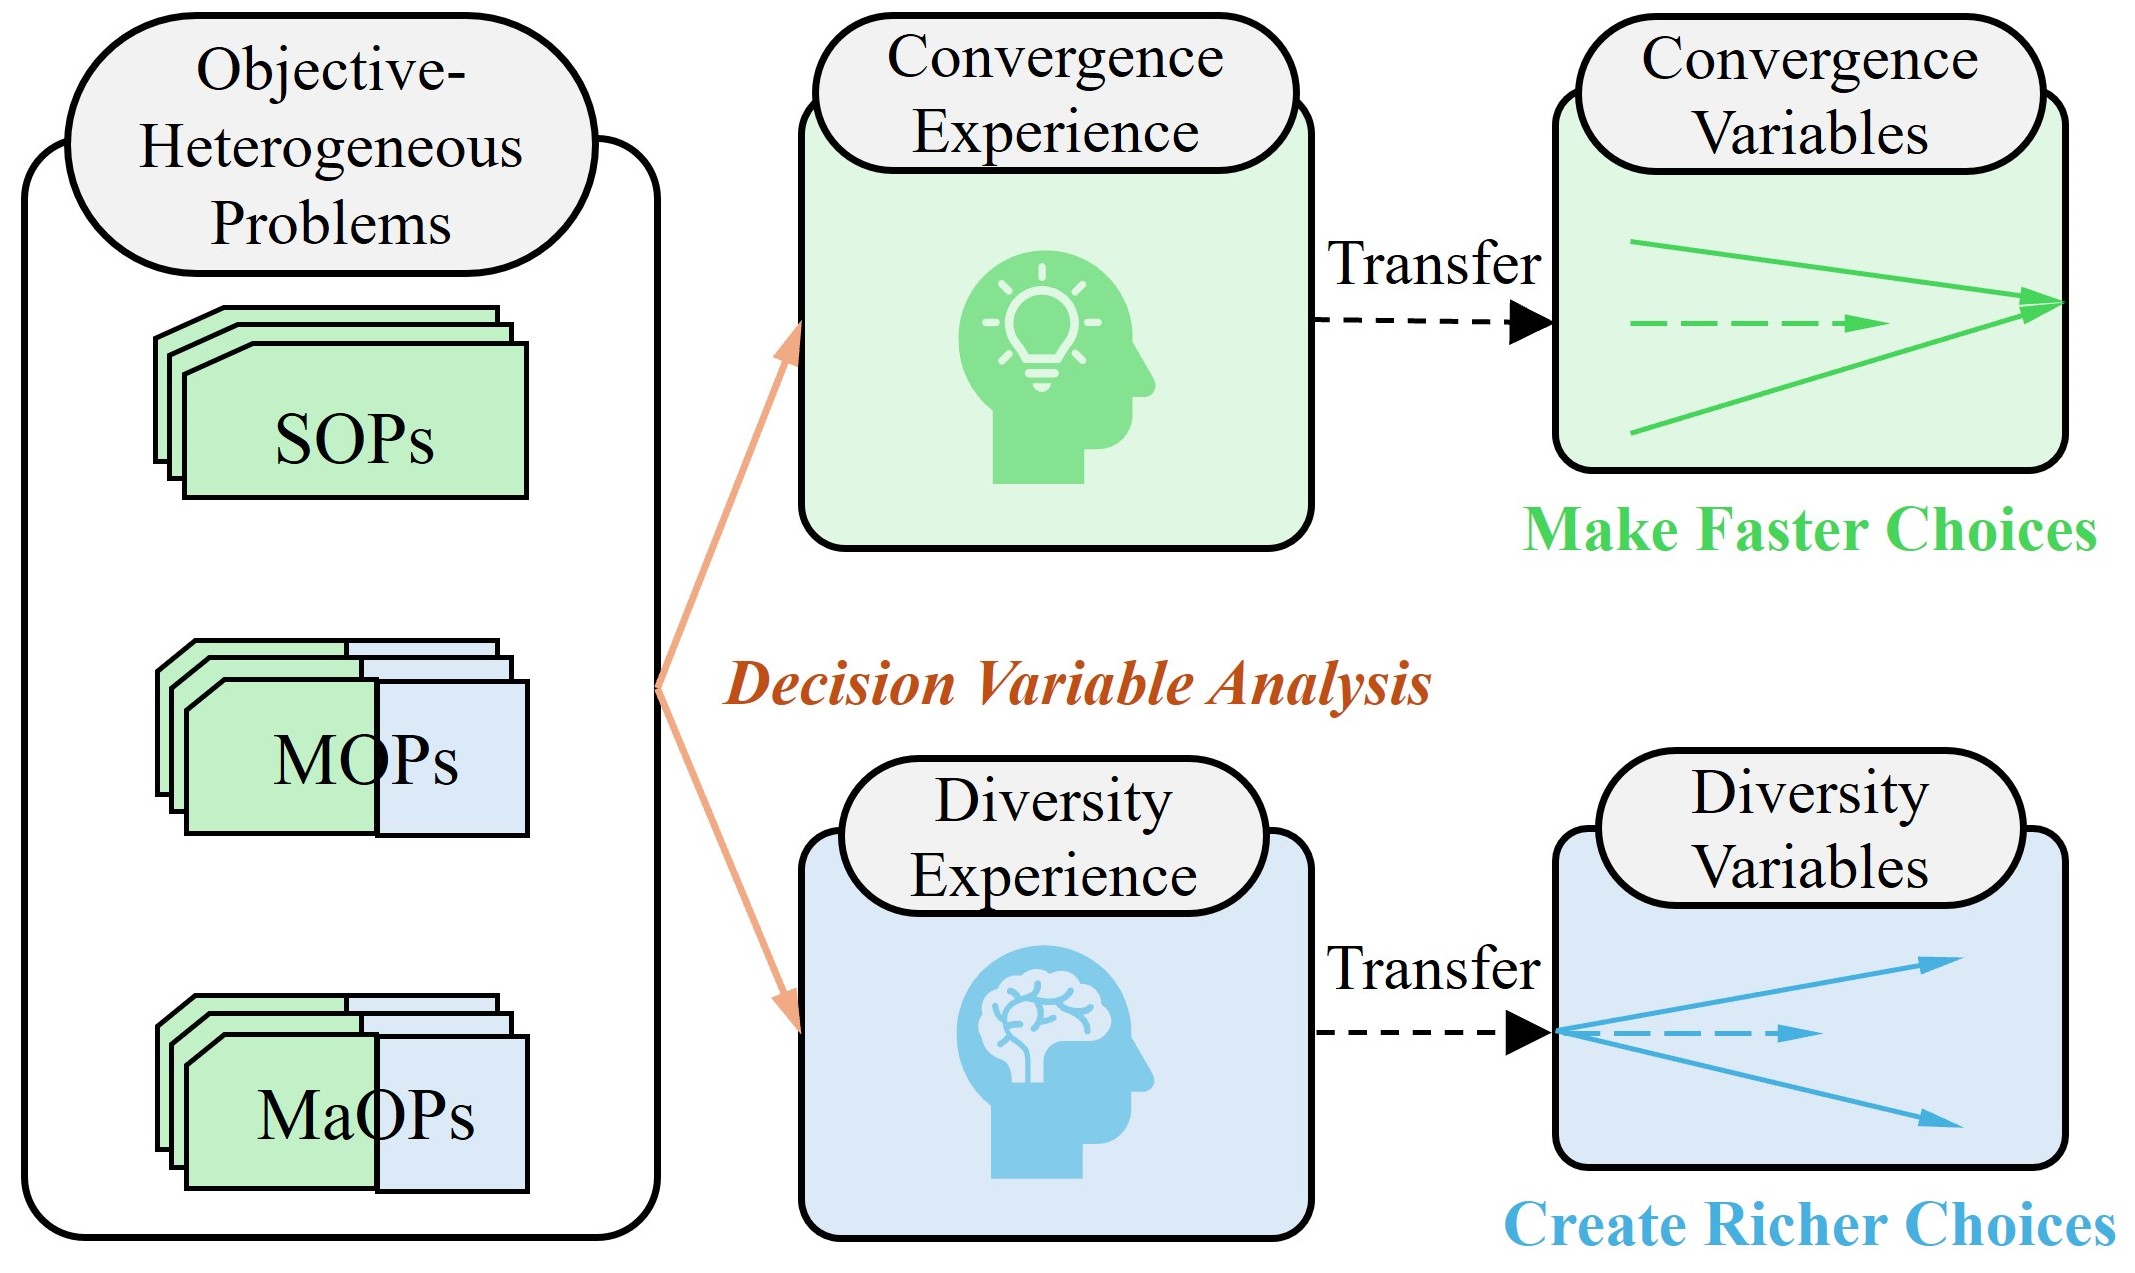 Objective-
Heterogeneous
Problems
SOPs
MOPs
MaOPs
Decision Variable Analysis
Convergence
Experience
Transfer
Convergence
Variables
Make Faster Choices
Diversity
Experience
Transfer
Diversity
Variables
Create Richer Choices